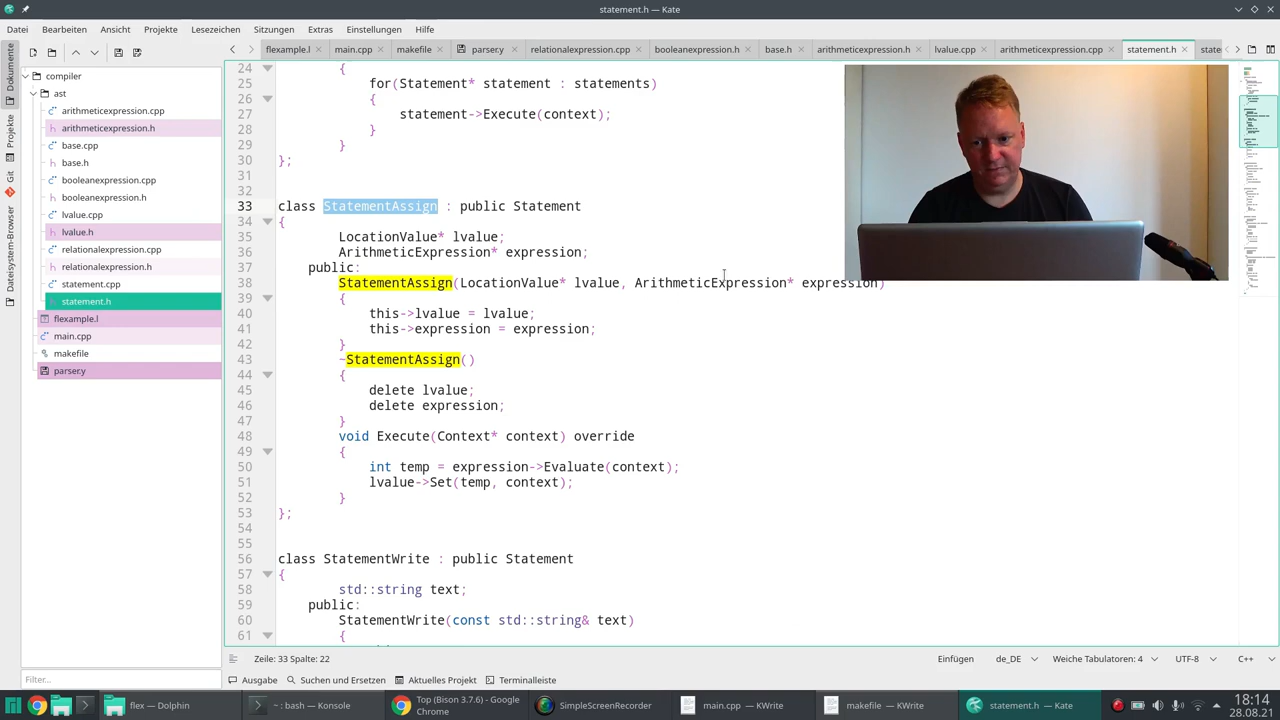 statement.h — Kate
Datei Bearbeiten Ansicht Projekte Lesezeichen Sitzungen Extras Einstellungen Hilfe
flexample.l main.cpp makefile parser.y relationalexpression.cpp booleanexpression.h base.h arithmeticexpression.h lvalue.cpp arithmeticexpression.cpp statement.h state
Dokumente
Projekte
Git
Dateisystem-Browser
compiler
ast
arithmeticexpression.cpp
arithmeticexpression.h
base.cpp
base.h
booleanexpression.cpp
booleanexpression.h
lvalue.cpp
lvalue.h
relationalexpression.cpp
relationalexpression.h
statement.cpp
statement.h
flexample.l
main.cpp
makefile
parser.y
Filter...
24 {
25 for(Statement* statement : statements)
26 {
27 statement->Execute(context);
28 }
29 }
30 };
31
32
33 class StatementAssign : public Statement
34 {
35 LocationValue* lvalue;
36 ArithmeticExpression* expression;
37 public:
38 StatementAssign(LocationValue* lvalue, ArithmeticExpression* expression)
39 {
40 this->lvalue = lvalue;
41 this->expression = expression;
42 }
43 ~StatementAssign()
44 {
45 delete lvalue;
46 delete expression;
47 }
48 void Execute(Context* context) override
49 {
50 int temp = expression->Evaluate(context);
51 lvalue->Set(temp, context);
52 }
53 };
54
55
56 class StatementWrite : public Statement
57 {
58 std::string text;
59 public:
60 StatementWrite(const std::string& text)
61 {
Zeile: 33 Spalte: 22 Einfügen de_DE Weiche Tabulatoren: 4 UTF-8 C++
Ausgabe Suchen und Ersetzen Aktuelles Projekt Terminalleiste
flex — Dolphin
~ : bash — Konsole
Top (Bison 3.7.6) - Google Chrome
SimpleScreenRecorder
main.cpp — KWrite
makefile — KWrite
statement.h — Kate
18:14
28.08.21